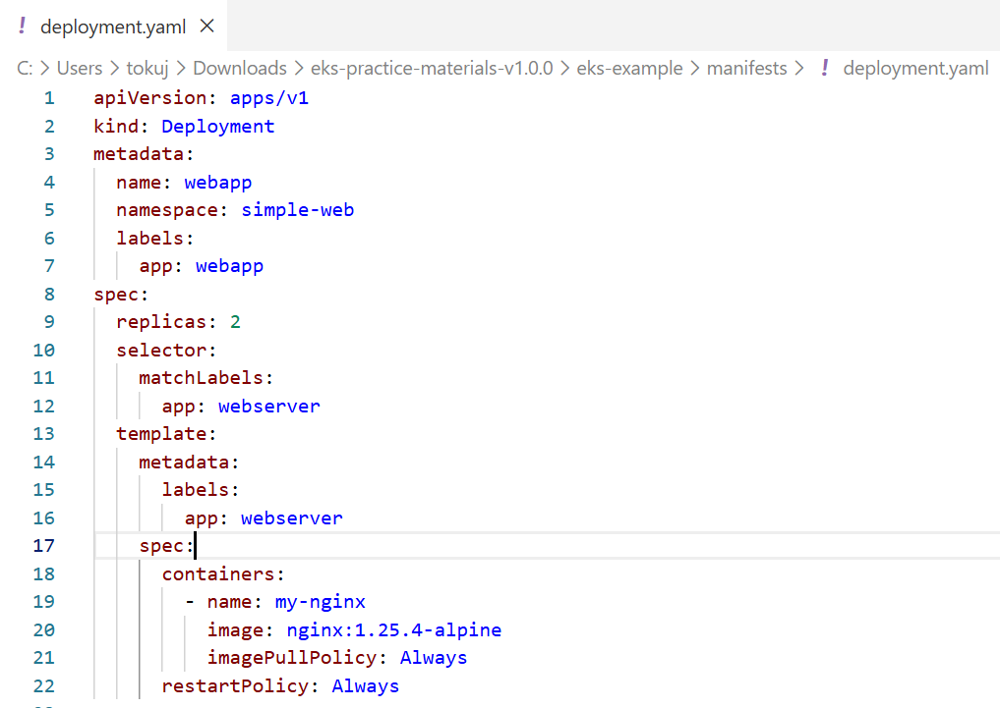 ! deployment.yaml ×
C: > Users > tokuj > Downloads > eks-practice-materials-v1.0.0 > eks-example > manifests > ! deployment.yaml
1 apiVersion: apps/v1
2 kind: Deployment
3 metadata:
4   name: webapp
5   namespace: simple-web
6   labels:
7     app: webapp
8 spec:
9   replicas: 2
10   selector:
11     matchLabels:
12       app: webserver
13   template:
14     metadata:
15       labels:
16         app: webserver
17     spec:
18       containers:
19         - name: my-nginx
20           image: nginx:1.25.4-alpine
21           imagePullPolicy: Always
22       restartPolicy: Always